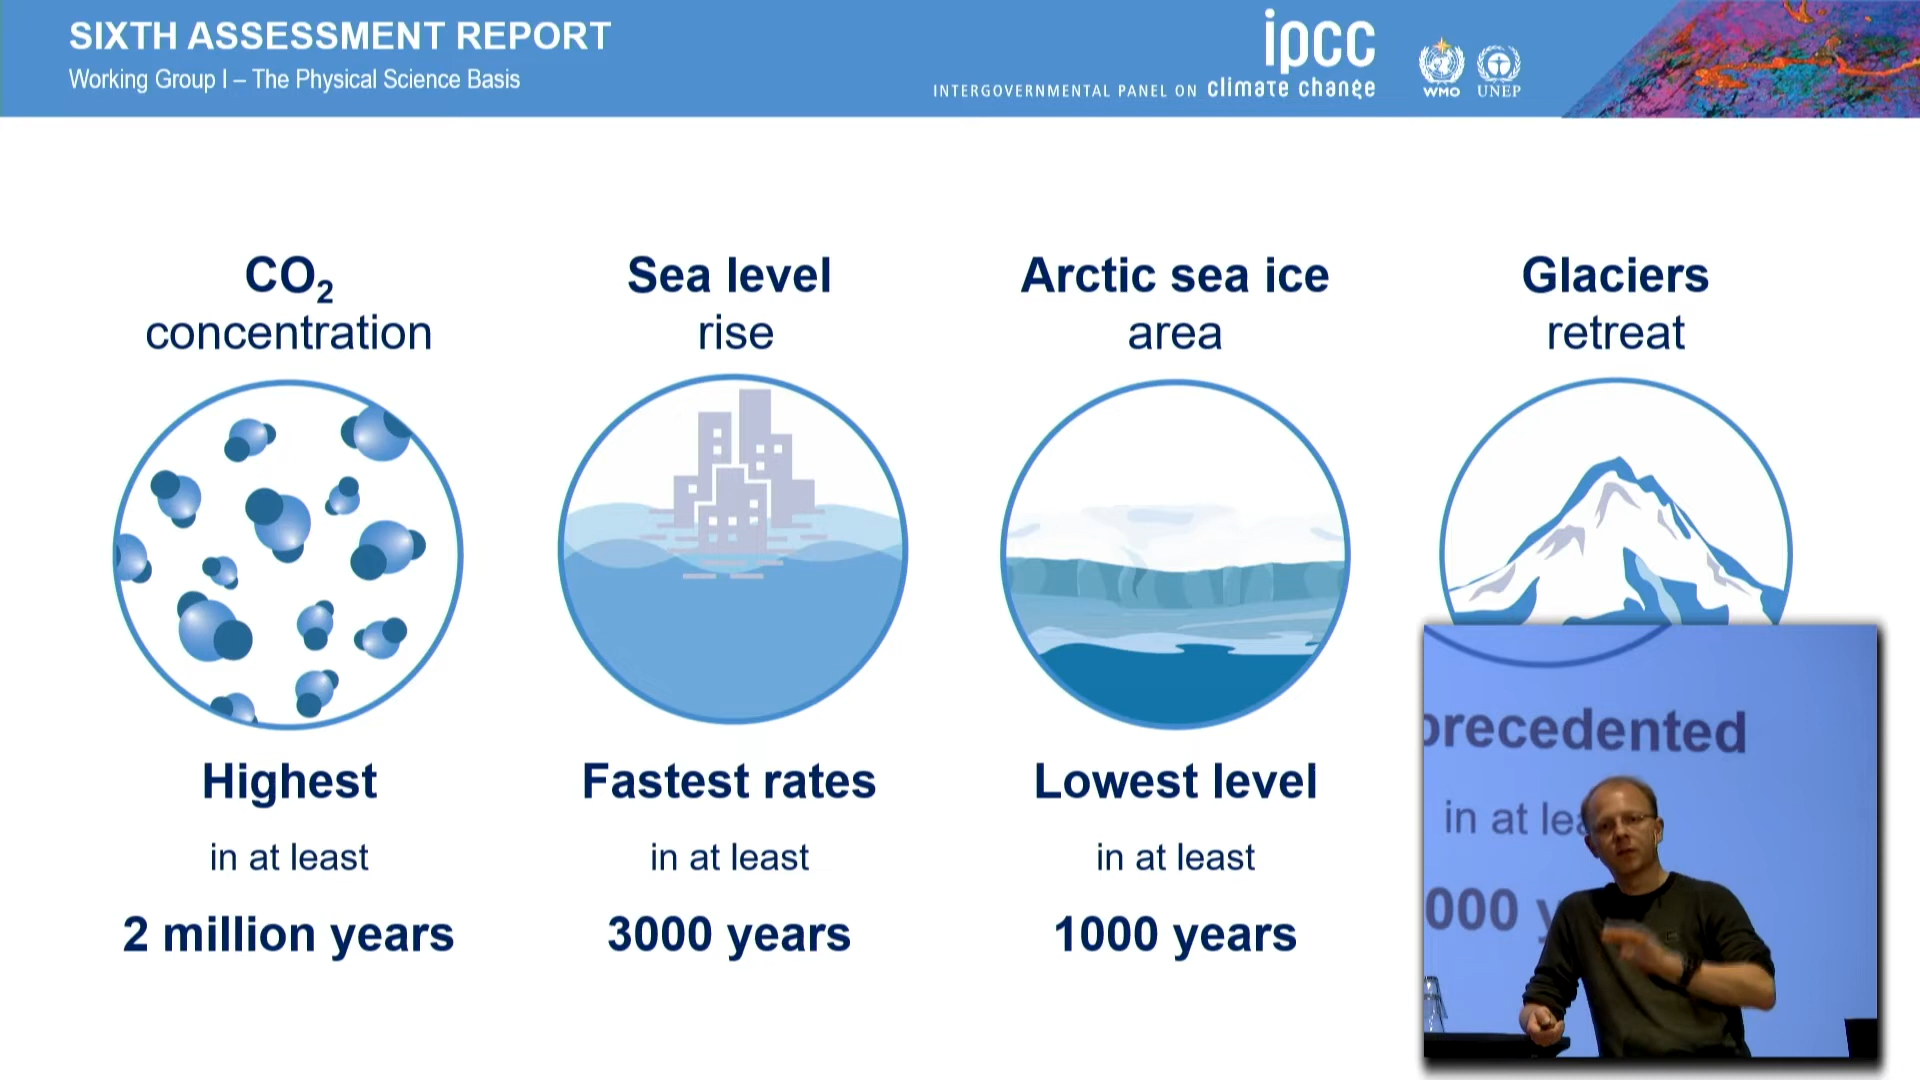 SIXTH ASSESSMENT REPORT
Working Group I – The Physical Science Basis
ipcc
INTERGOVERNMENTAL PANEL ON climate change
WMO
UNEP
CO₂
concentration
Highest
in at least
2 million years
Sea level
rise
Fastest rates
in at least
3000 years
Arctic sea ice
area
Lowest level
in at least
1000 years
Glaciers
retreat
precedented
in at lea
000 y